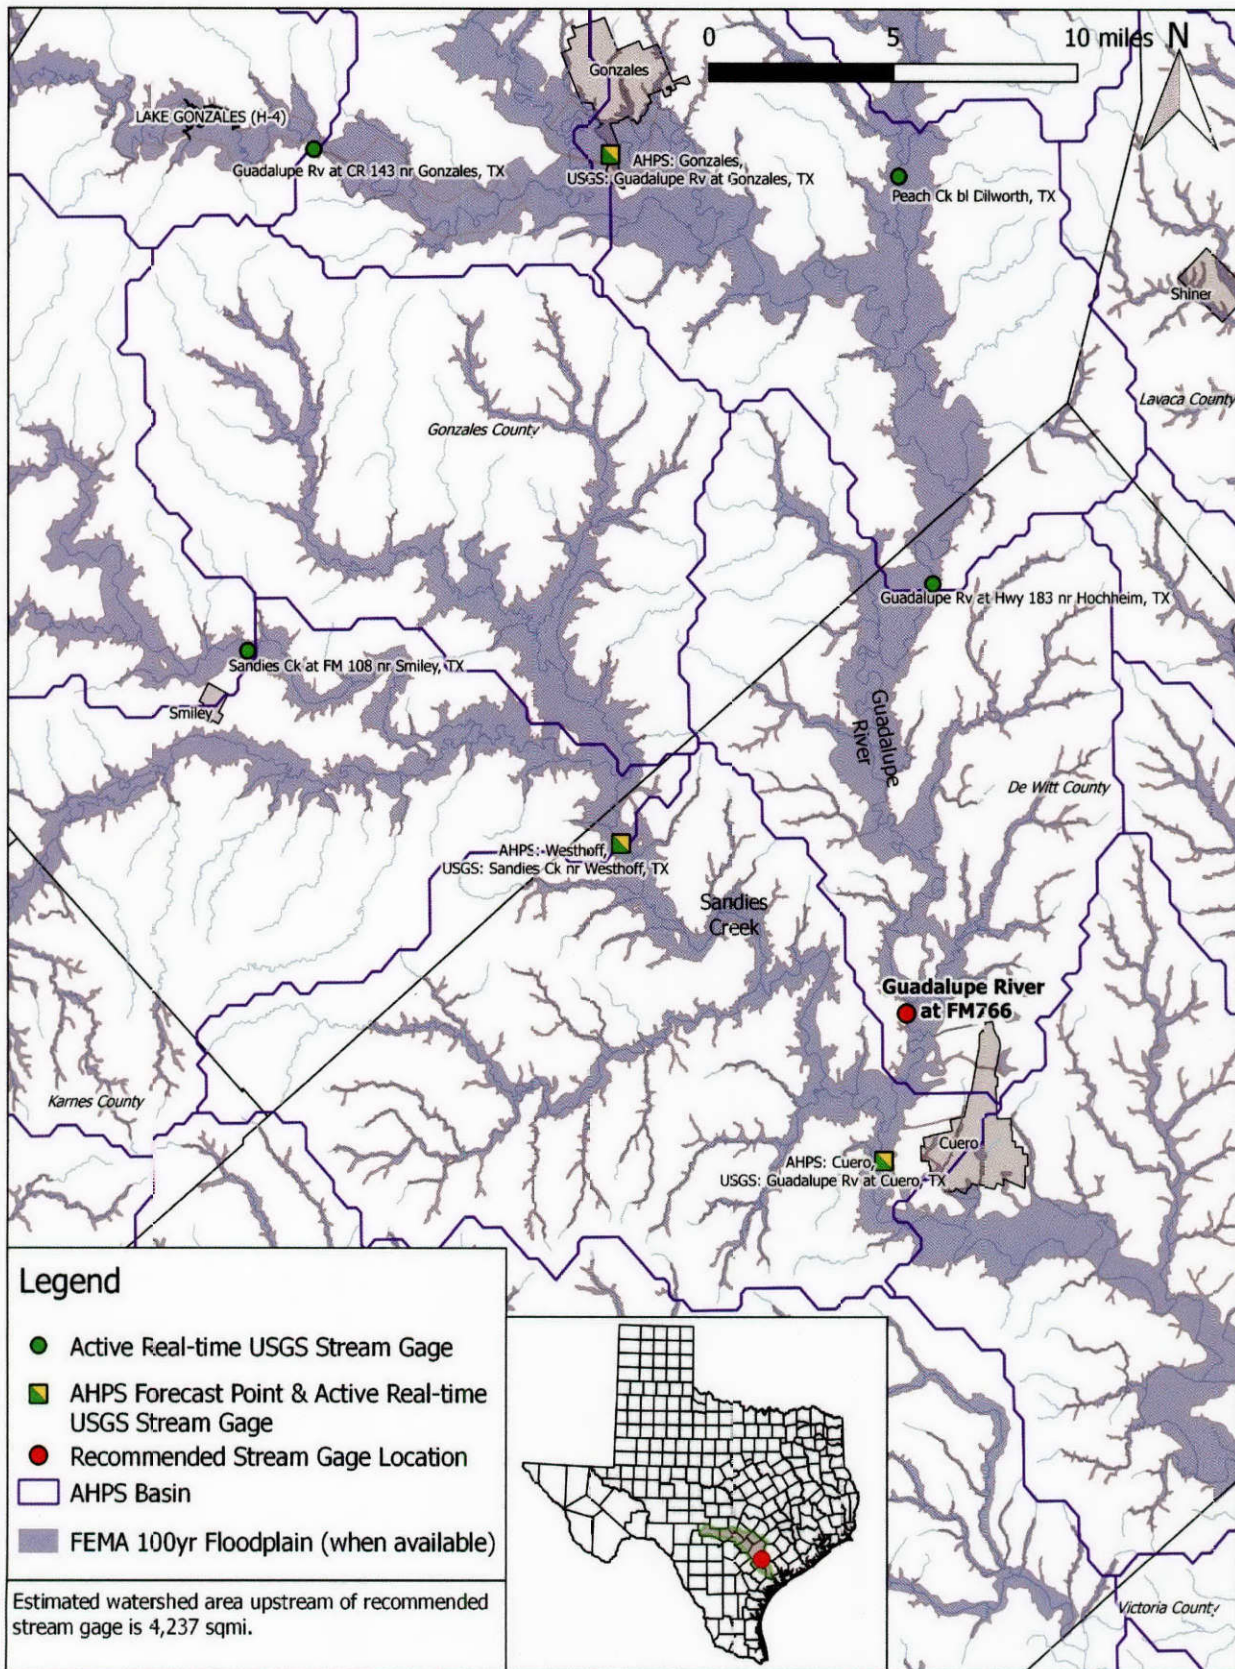 0 5 10 miles N
Gonzales
LAKE GONZALES (H-4)
Guadalupe Rv at CR 143 nr Gonzales, TX
AHPS: Gonzales,
USGS: Guadalupe Rv at Gonzales, TX
Peach Ck bl Dilworth, TX
Shiner
Lavaca County
Gonzales County
Guadalupe Rv at Hwy 183 nr Hochheim, TX
Sandies Ck at FM 108 nr Smiley, TX
Smiley
Guadalupe
River
De Witt County
AHPS: Westhoff,
USGS: Sandies Ck nr Westhoff, TX
Sandies
Creek
Guadalupe River
at FM766
Karnes County
Cuero
AHPS: Cuero,
USGS: Guadalupe Rv at Cuero, TX
Legend
Active Real-time USGS Stream Gage
AHPS Forecast Point & Active Real-time
USGS Stream Gage
Recommended Stream Gage Location
AHPS Basin
FEMA 100yr Floodplain (when available)
Estimated watershed area upstream of recommended
stream gage is 4,237 sqmi.
Victoria County